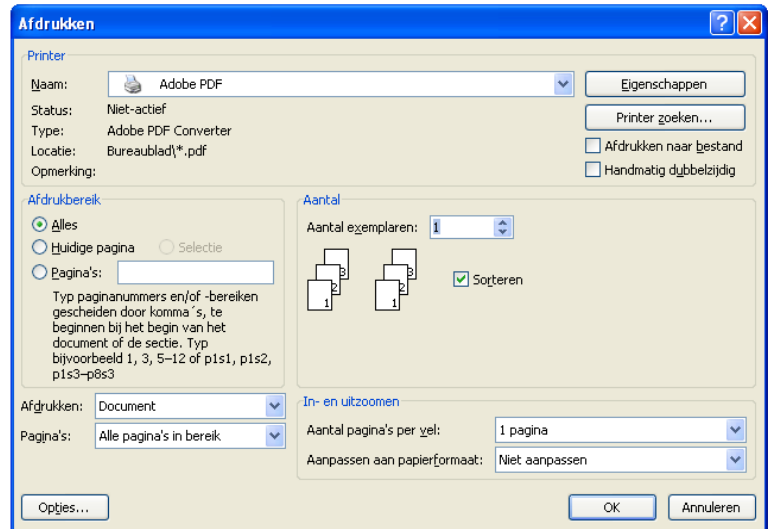 Afdrukken
Printer
Naam: Adobe PDF
Eigenschappen
Status: Niet-actief
Printer zoeken...
Type: Adobe PDF Converter
Locatie: Bureaublad\*.pdf
Afdrukken naar bestand
Opmerking:
Handmatig dubbelzijdig
Afdrukbereik
Alles
Huidige pagina Selectie
Pagina's:
Typ paginanummers en/of -bereiken
gescheiden door komma´s, te
beginnen bij het begin van het
document of de sectie. Typ
bijvoorbeeld 1, 3, 5–12 of p1s1, p1s2,
p1s3–p8s3
Aantal
Aantal exemplaren: 1
3 3
2 2
1 1
Sorteren
Afdrukken: Document
Pagina's: Alle pagina's in bereik
In- en uitzoomen
Aantal pagina's per vel: 1 pagina
Aanpassen aan papierformaat: Niet aanpassen
Opties...
OK
Annuleren